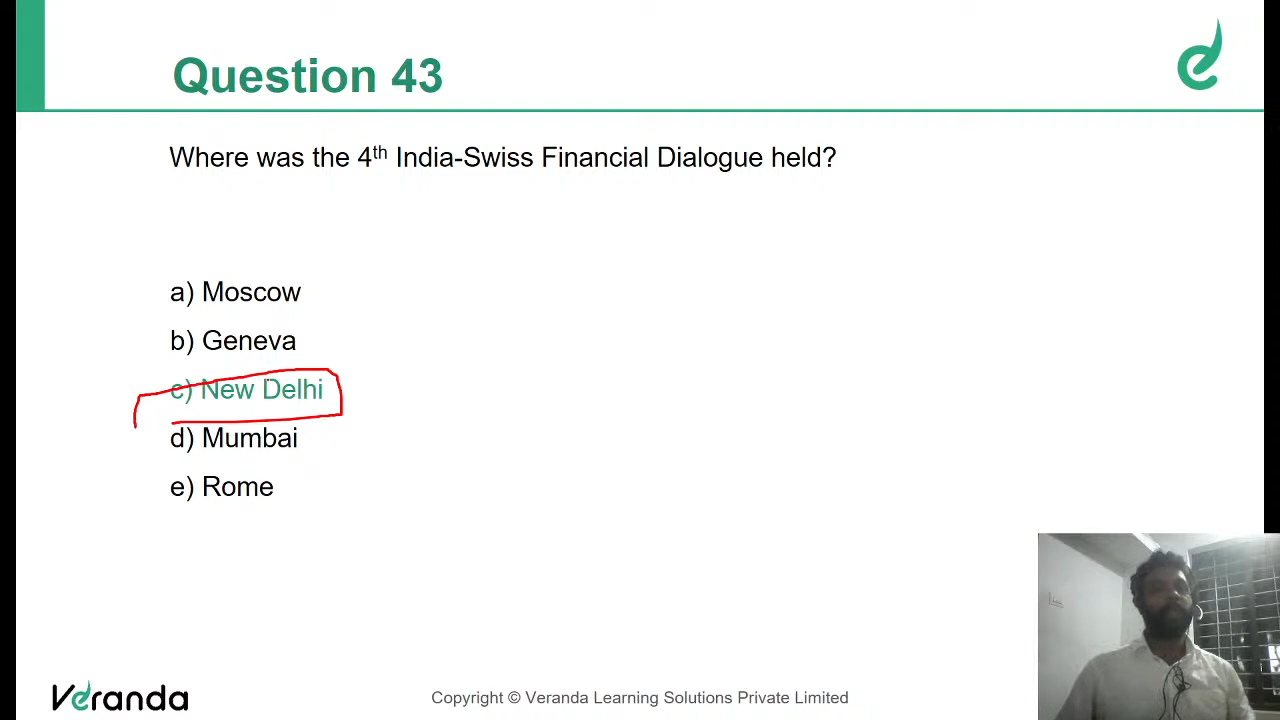 Question 43
Where was the 4th India-Swiss Financial Dialogue held?
a) Moscow
b) Geneva
c) New Delhi
d) Mumbai
e) Rome
Veranda
Copyright © Veranda Learning Solutions Private Limited